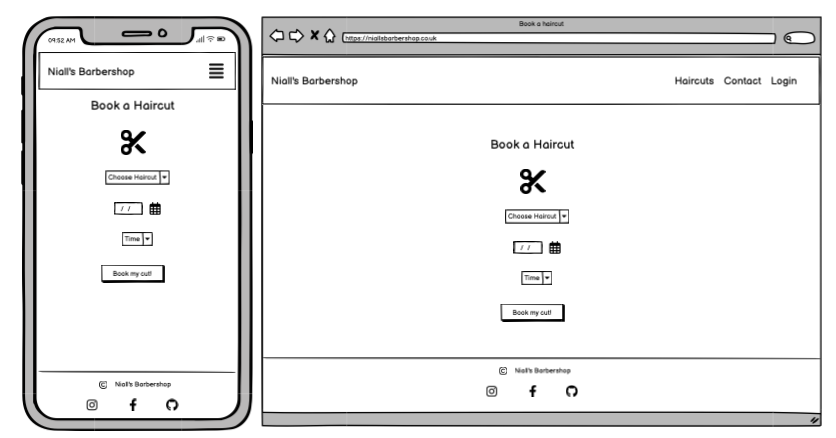 09:52 AM
Niall's Barbershop
Book a Haircut
Choose Haircut
/ /
Time
Book my cut!
© Niall's Barbershop
Book a haircut
https://niallsbarbershop.co.uk
Niall's Barbershop
Haircuts Contact Login
Book a Haircut
Choose Haircut
/ /
Time
Book my cut!
© Niall's Barbershop